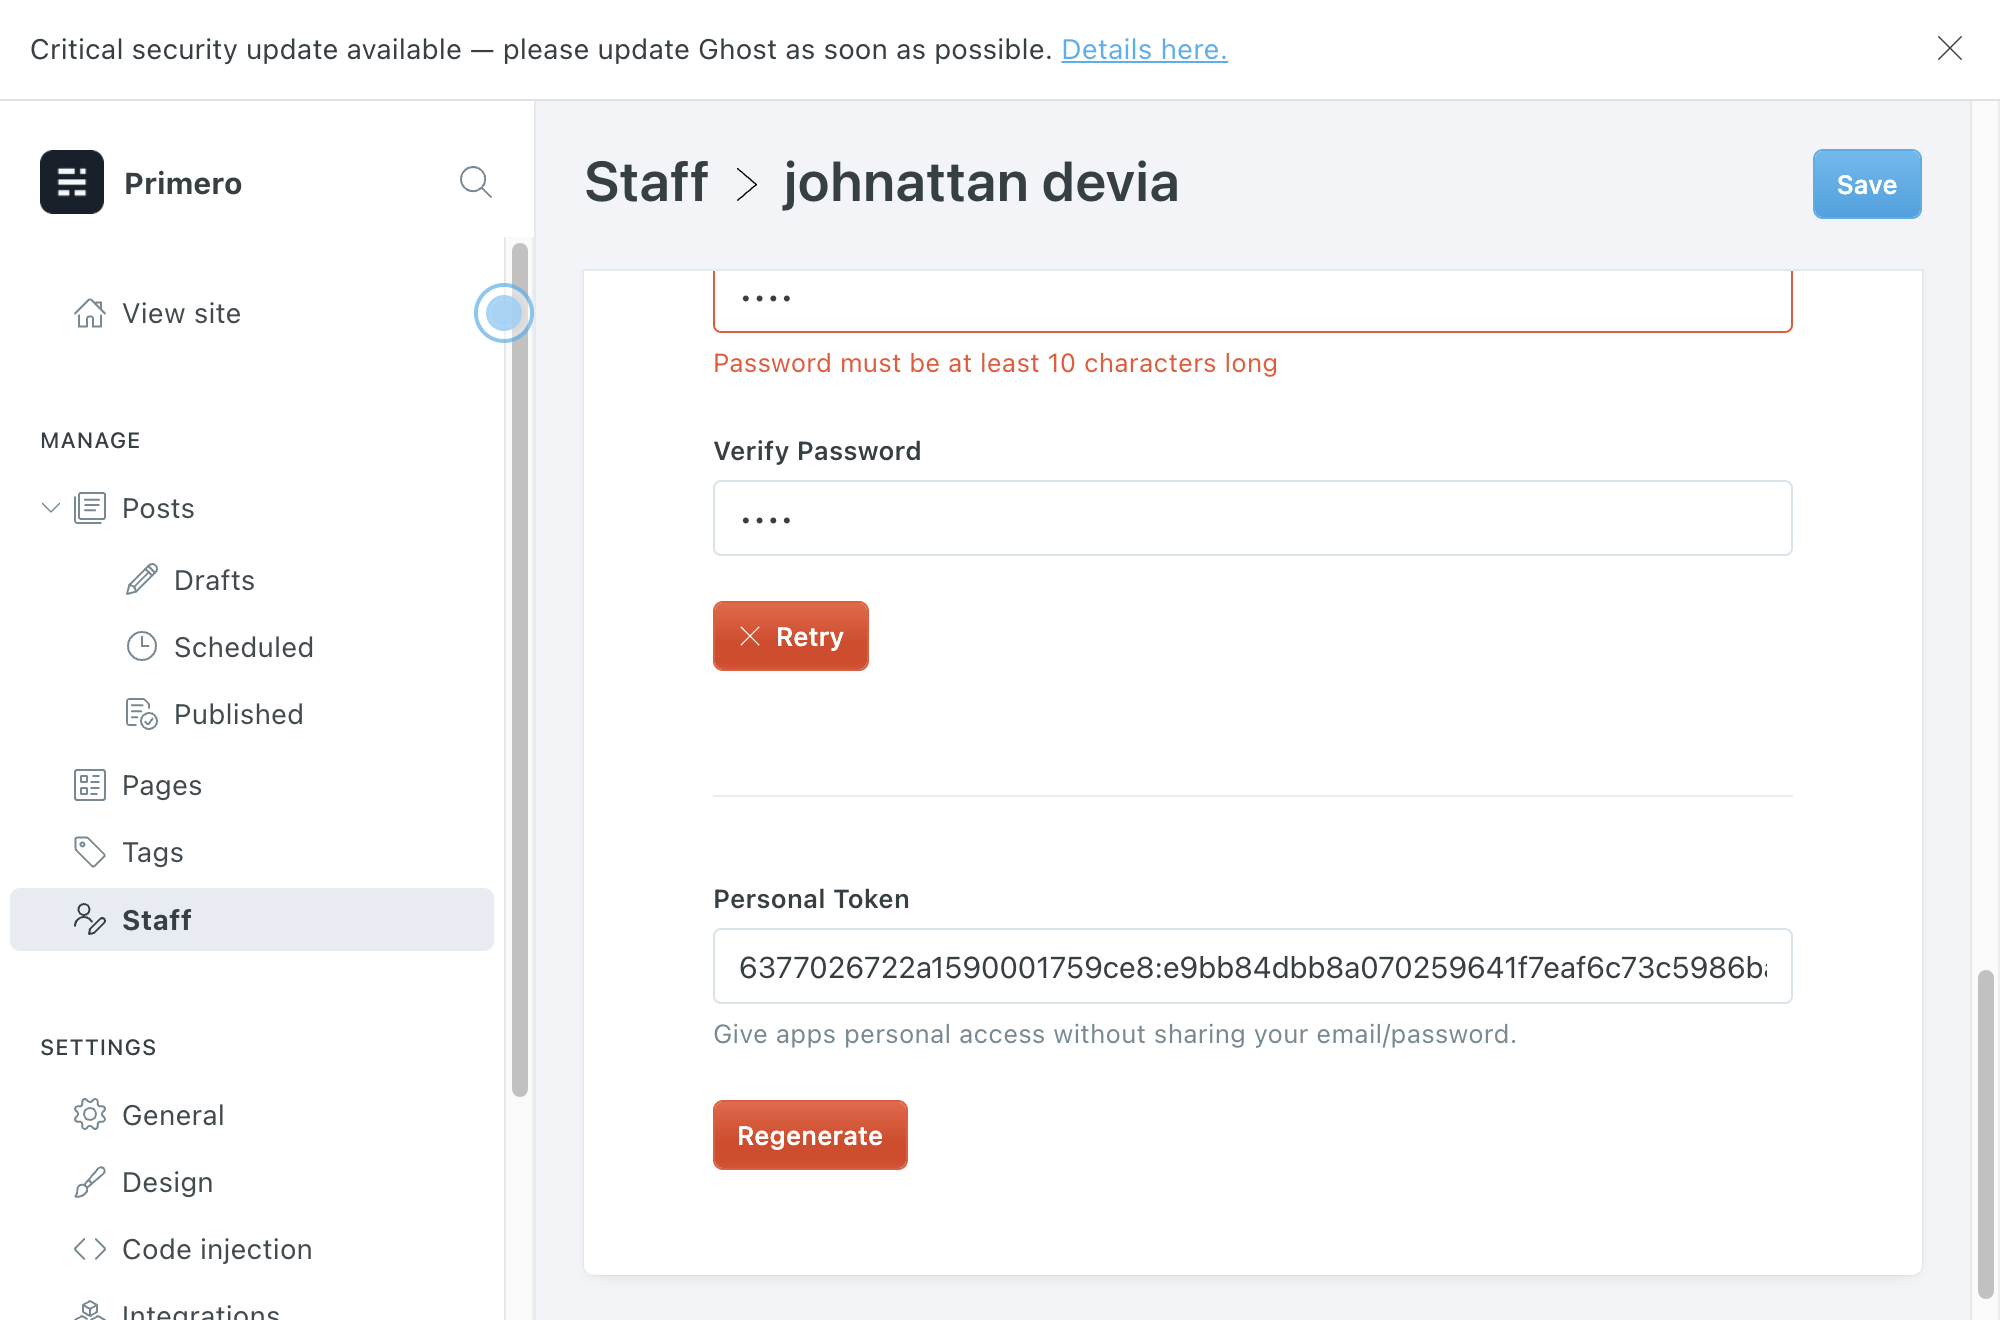 Critical security update available — please update Ghost as soon as possible. Details here.
Primero
View site
MANAGE
Posts
Drafts
Scheduled
Published
Pages
Tags
Staff
SETTINGS
General
Design
Code injection
Integrations
Staff > johnattan devia
Save
••••
Password must be at least 10 characters long
Verify Password
••••
Retry
Personal Token
6377026722a1590001759ce8:e9bb84dbb8a070259641f7eaf6c73c5986ba
Give apps personal access without sharing your email/password.
Regenerate